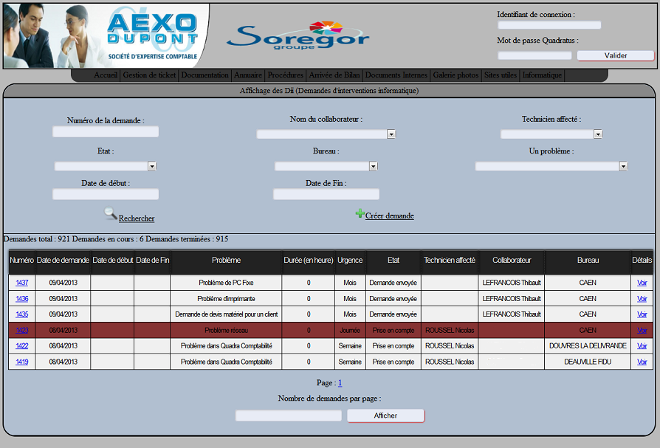 AEXO
DUPONT
SOCIÉTÉ D'EXPERTISE COMPTABLE
Soregor
groupe
Identifiant de connexion :
Mot de passe Quadratus :
Valider
Accueil Gestion de ticket Documentation Annuaire Procédures Arrivée de Bilan Documents Internes Galerie photos Sites utiles Informatique
Affichage des Dii (Demandes d'interventions informatique)
Numéro de la demande : Nom du collaborateur : Technicien affecté :
Etat : Bureau : Un problème :
Date de début : Date de Fin :
Rechercher Créer demande
Demandes total : 921 Demandes en cours : 6 Demandes terminées : 915
Numéro Date de demande Date de début Date de Fin Problème Durée (en heure) Urgence Etat Technicien affecté Collaborateur Bureau Détails
1437 09/04/2013 Problème de PC Fixe 0 Mois Demande envoyée LEFRANCOIS Thibault CAEN Voir
1436 09/04/2013 Problème d'imprimante 0 Mois Demande envoyée LEFRANCOIS Thibault CAEN Voir
1435 09/04/2013 Demande de devis matériel pour un client 0 Mois Demande envoyée LEFRANCOIS Thibault CAEN Voir
1423 08/04/2013 Problème réseau 0 Journée Prise en compte ROUSSEL Nicolas CAEN Voir
1422 08/04/2013 Problème dans Quadra Comptabilité 0 Semaine Prise en compte ROUSSEL Nicolas DOUVRES LA DELIVRANDE Voir
1419 08/04/2013 Problème dans Quadra Comptabilité 0 Semaine Prise en compte ROUSSEL Nicolas DEAUVILLE FIDU Voir
Page : 1
Nombre de demandes par page :
Afficher